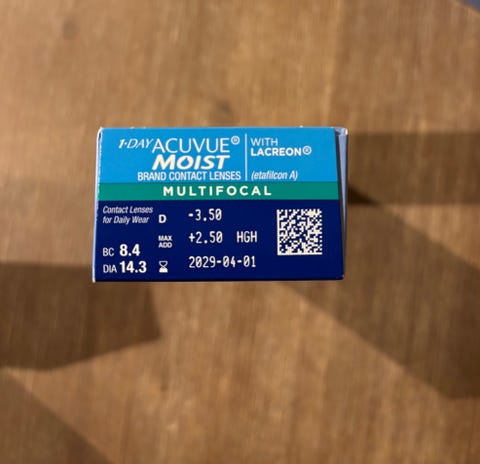 1·DAY ACUVUE® WITH
MOIST LACREON®
BRAND CONTACT LENSES (etafilcon A)
MULTIFOCAL
Contact Lenses
for Daily Wear
D -3.50
MAX
ADD
+2.50 HGH
BC 8.4
DIA 14.3
2029-04-01